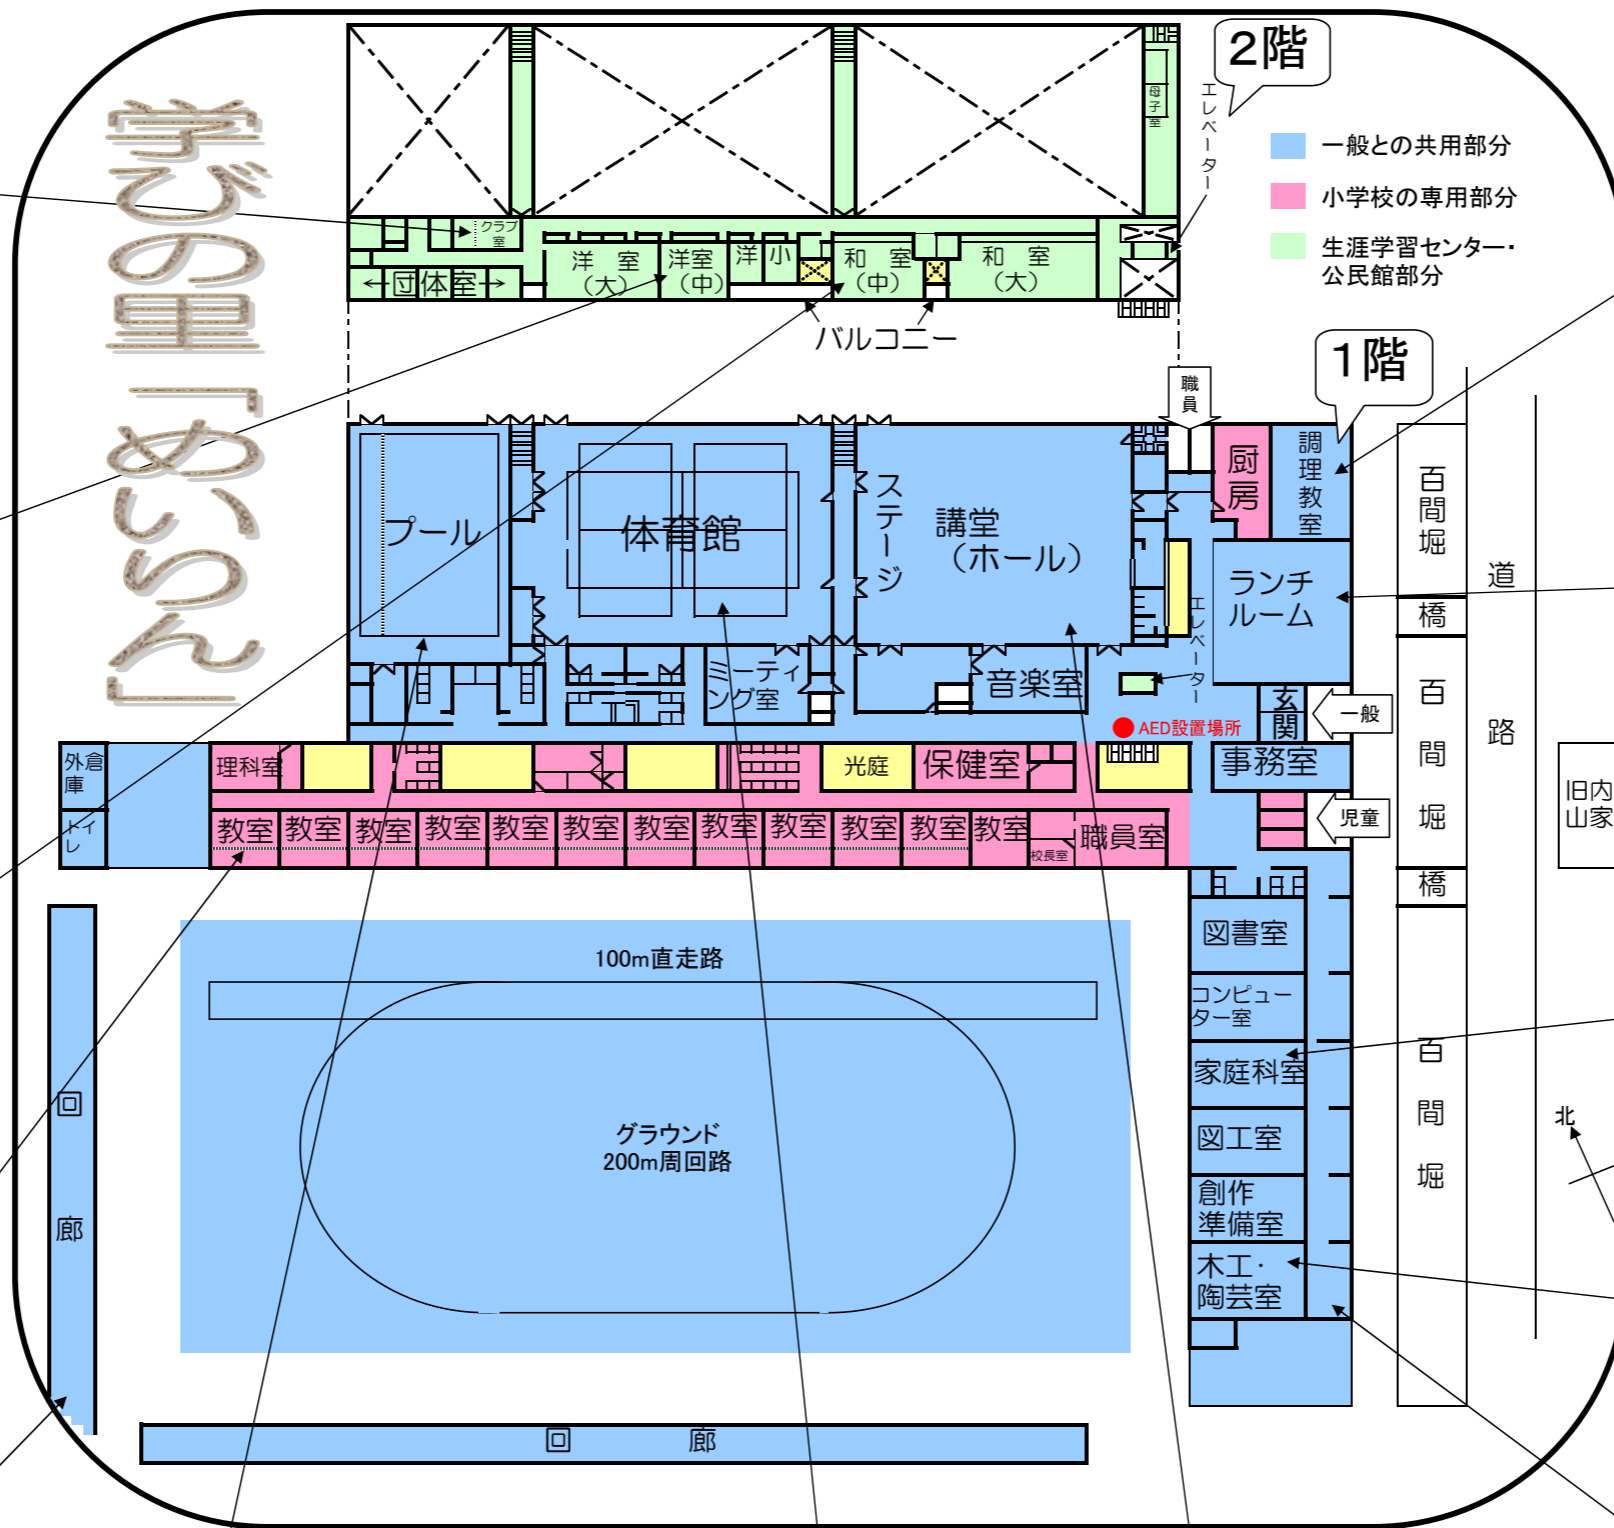 学びの里「めいりん」
2階
エレベーター
母子室
一般との共用部分
小学校の専用部分
生涯学習センター・
公民館部分
クラブ
室
←団体室→
洋 室
(大)
洋室
(中)
洋
小
和 室
(中)
和 室
(大)
バルコニー
1階
職員
プール
体育館
ステージ
講堂
(ホール)
厨房
調理教室
ランチ
ルーム
エレベーター
ミーティ
ング室
音楽室
AED設置場所
玄関
一般
外倉
庫
トイ
レ
理科室
光庭
保健室
事務室
児童
教室
教室
教室
教室
教室
教室
教室
教室
教室
教室
教室
教室
校長室
職員室
図書室
コンピュー
ター室
家庭科室
図工室
創作
準備室
木工・
陶芸室
100m直走路
グラウンド
200m周回路
回廊
回廊
百間堀
橋
百間堀
橋
百間堀
道路
旧内
山家
北